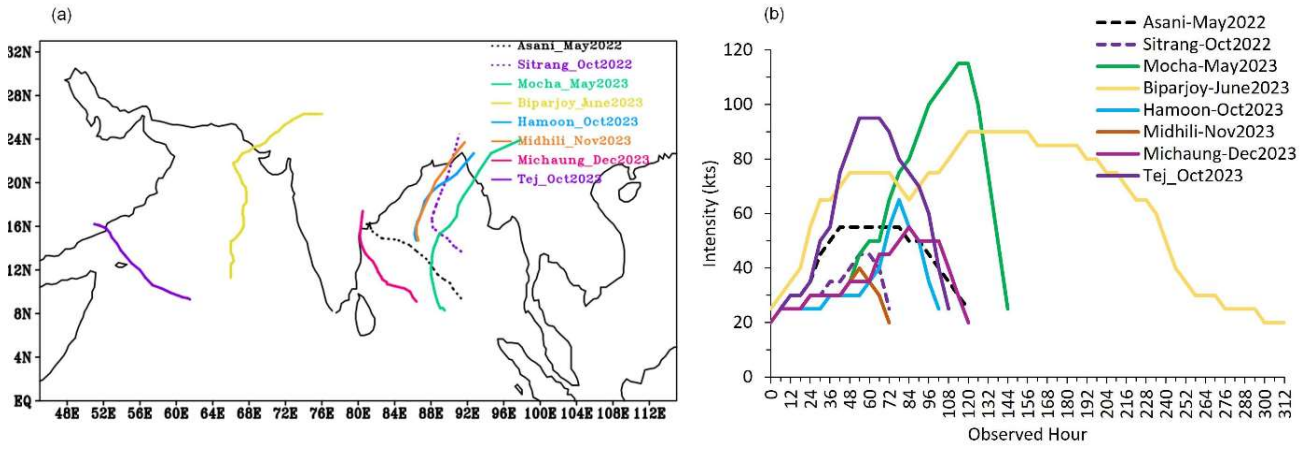 (a)
32N
28N
24N
20N
16N
12N
8N
4N
EQ
48E 52E 56E 60E 64E 68E 72E 76E 80E 84E 88E 92E 96E 100E 104E 108E 112E
Asani_May2022
Sitrang_Oct2022
Mocha_May2023
Biparjoy_June2023
Hamoon_Oct2023
Midhili_Nov2023
Michaung_Dec2023
Tej_Oct2023
(b)
Intensity (kts)
120
100
80
60
40
20
0
0 12 24 36 48 60 72 84 96 108 120 132 144 156 168 180 192 204 216 228 240 252 264 276 288 300 312
Observed Hour
Asani-May2022
Sitrang-Oct2022
Mocha-May2023
Biparjoy-June2023
Hamoon-Oct2023
Midhili-Nov2023
Michaung-Dec2023
Tej_Oct2023